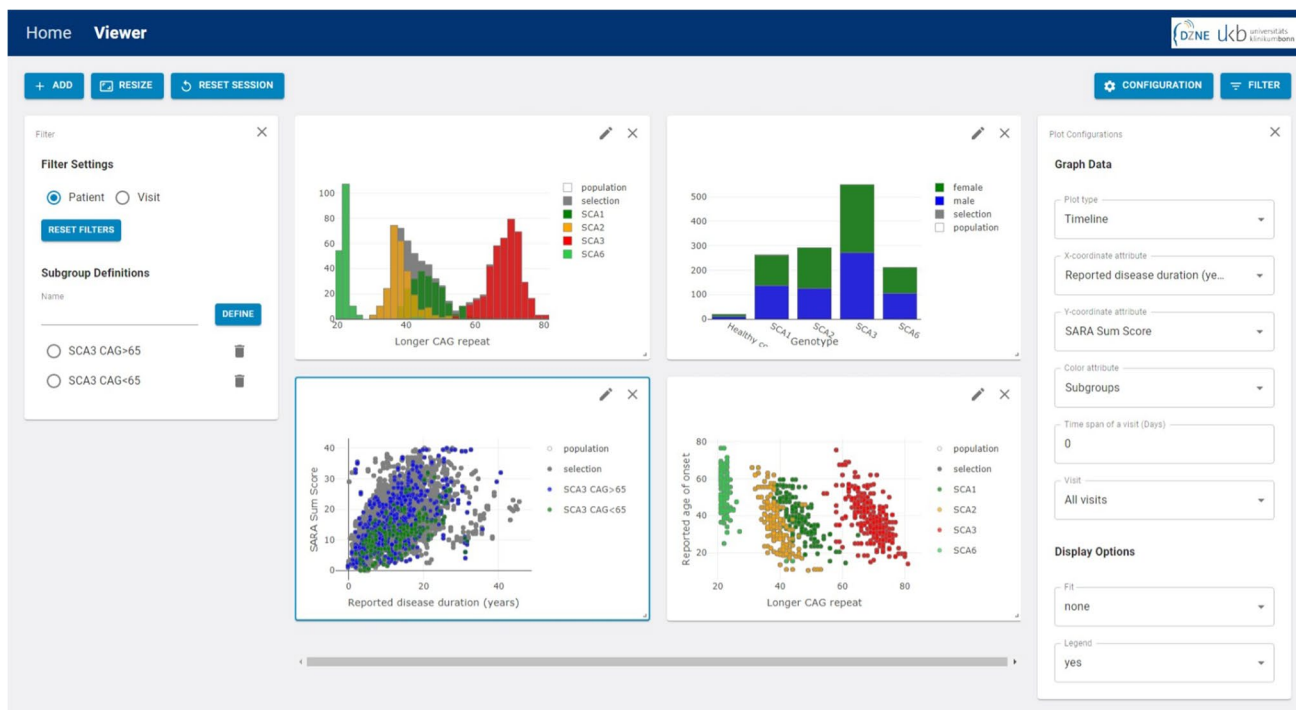 Home Viewer
DZNE ukb universitäts klinikumbonn
+ ADD RESIZE RESET SESSION
CONFIGURATION FILTER
Filter
Filter Settings
Patient Visit
RESET FILTERS
Subgroup Definitions
Name
DEFINE
SCA3 CAG>65
SCA3 CAG<65
100
80
60
40
20
0
20 40 60 80
Longer CAG repeat
population
selection
SCA1
SCA2
SCA3
SCA6
500
400
300
200
100
0
Healthy co SCA1 SCA2 SCA3 SCA6
Genotype
female
male
selection
population
40
30
20
10
0
SARA Sum Score
0 20 40
Reported disease duration (years)
population
selection
SCA3 CAG>65
SCA3 CAG<65
80
60
40
20
Reported age of onset
20 40 60 80
Longer CAG repeat
population
selection
SCA1
SCA2
SCA3
SCA6
Plot Configurations
Graph Data
Plot type
Timeline
X-coordinate attribute
Reported disease duration (ye...
Y-coordinate attribute
SARA Sum Score
Color attribute
Subgroups
Time span of a visit (Days)
0
Visit
All visits
Display Options
Fit
none
Legend
yes